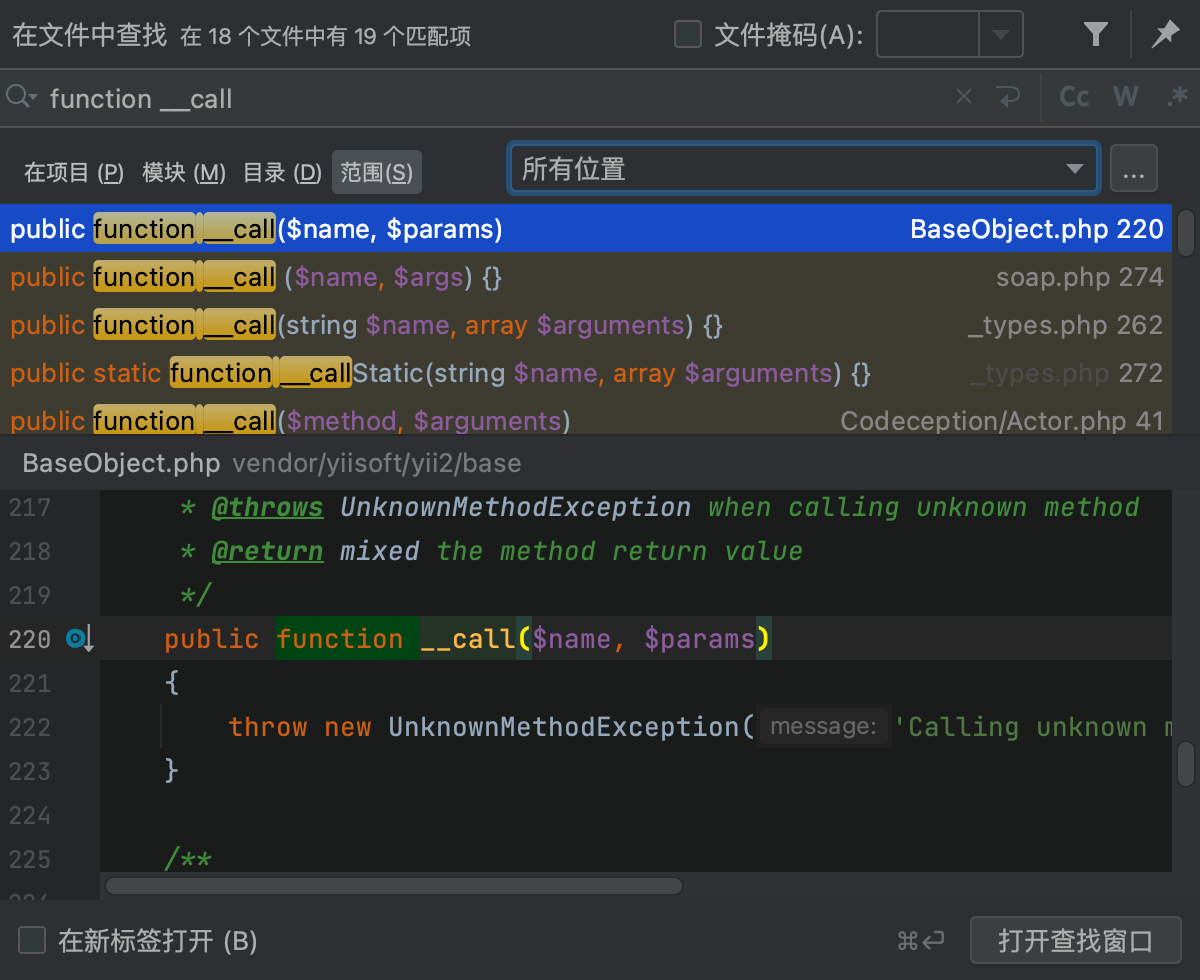 在文件中查找 在 18 个文件中有 19 个匹配项 文件掩码(A):
function __call Cc W .*
在项目 (P) 模块 (M) 目录 (D) 范围(S) 所有位置 ...
public function __call($name, $params) BaseObject.php 220
public function __call ($name, $args) {} soap.php 274
public function __call(string $name, array $arguments) {} _types.php 262
public static function __callStatic(string $name, array $arguments) {} _types.php 272
public function __call($method, $arguments) Codeception/Actor.php 41
BaseObject.php vendor/yiisoft/yii2/base
217 * @throws UnknownMethodException when calling unknown method
218 * @return mixed the method return value
219 */
220 public function __call($name, $params)
221 {
222 throw new UnknownMethodException( message: 'Calling unknown
223 }
224
225 /**
在新标签打开 (B) ⌘↩ 打开查找窗口